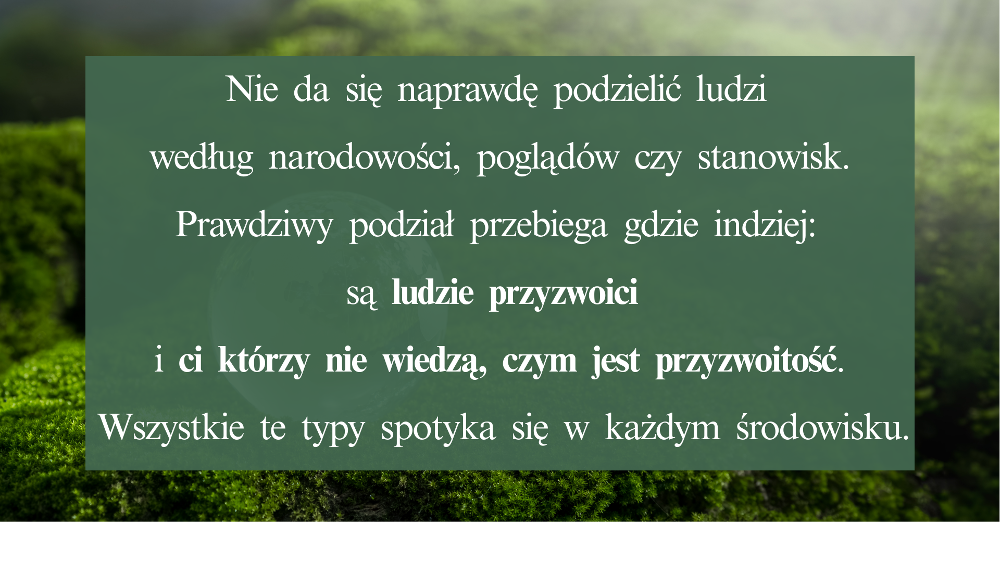 Nie da się naprawdę podzielić ludzi
według narodowości, poglądów czy stanowisk.
Prawdziwy podział przebiega gdzie indziej:
są ludzie przyzwoici
i ci którzy nie wiedzą, czym jest przyzwoitość.
Wszystkie te typy spotyka się w każdym środowisku.